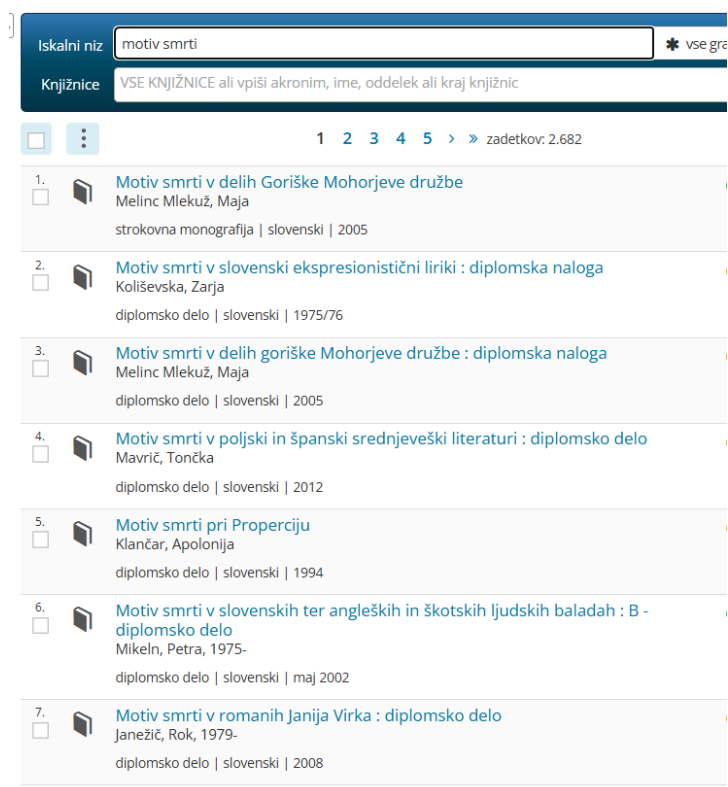 Iskalni niz motiv smrti ✱ vse gra
Knjižnice VSE KNJIŽNICE ali vpiši akronim, ime, oddelek ali kraj knjižnic
1 2 3 4 5 > » zadetkov: 2.682
1. Motiv smrti v delih Goriške Mohorjeve družbe
Melinc Mlekuž, Maja
strokovna monografija | slovenski | 2005
2. Motiv smrti v slovenski ekspresionistični liriki : diplomska naloga
Koliševska, Zarja
diplomsko delo | slovenski | 1975/76
3. Motiv smrti v delih goriške Mohorjeve družbe : diplomska naloga
Melinc Mlekuž, Maja
diplomsko delo | slovenski | 2005
4. Motiv smrti v poljski in španski srednjeveški literaturi : diplomsko delo
Mavrič, Tončka
diplomsko delo | slovenski | 2012
5. Motiv smrti pri Properciju
Klančar, Apolonija
diplomsko delo | slovenski | 1994
6. Motiv smrti v slovenskih ter angleških in škotskih ljudskih baladah : B -
diplomsko delo
Mikeln, Petra, 1975-
diplomsko delo | slovenski | maj 2002
7. Motiv smrti v romanih Janija Virka : diplomsko delo
Janežič, Rok, 1979-
diplomsko delo | slovenski | 2008